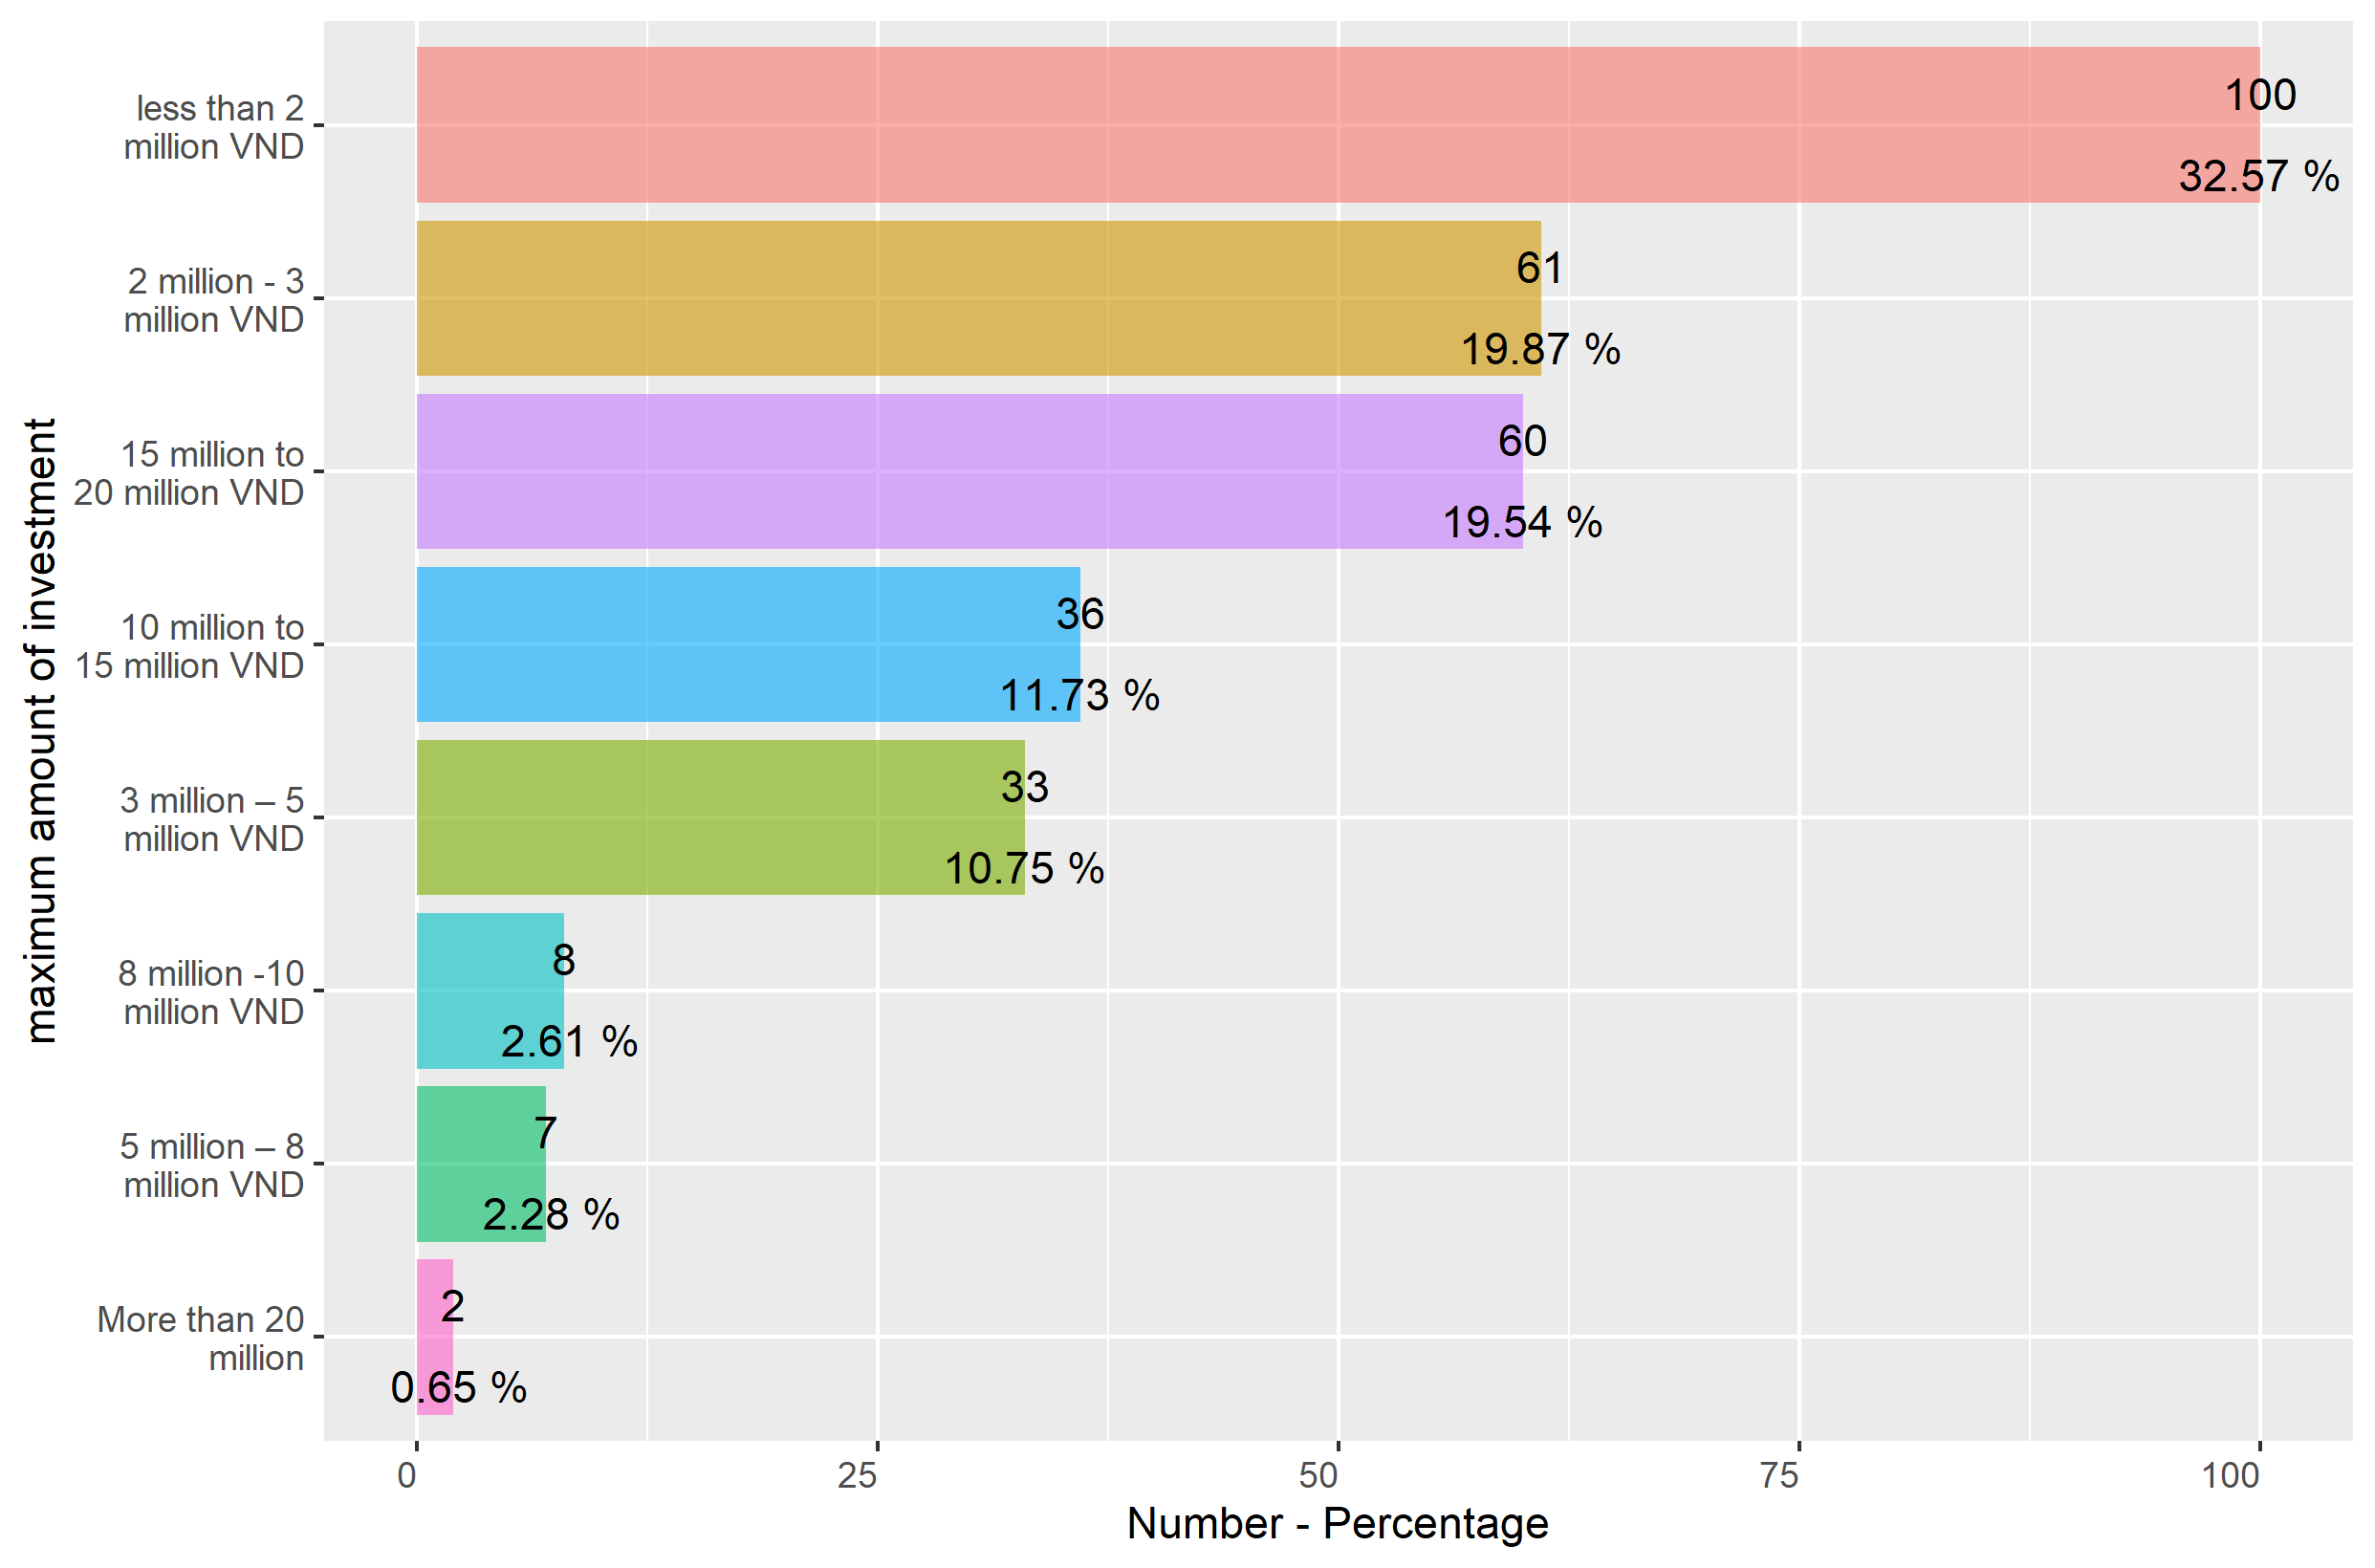 less than 2
million VND
100
32.57 %
2 million - 3
million VND
61
19.87 %
15 million to
20 million VND
60
19.54 %
10 million to
15 million VND
36
11.73 %
3 million – 5
million VND
33
10.75 %
8 million -10
million VND
8
2.61 %
5 million – 8
million VND
7
2.28 %
More than 20
million
2
0.65 %
maximum amount of investment
0 25 50 75 100
Number - Percentage